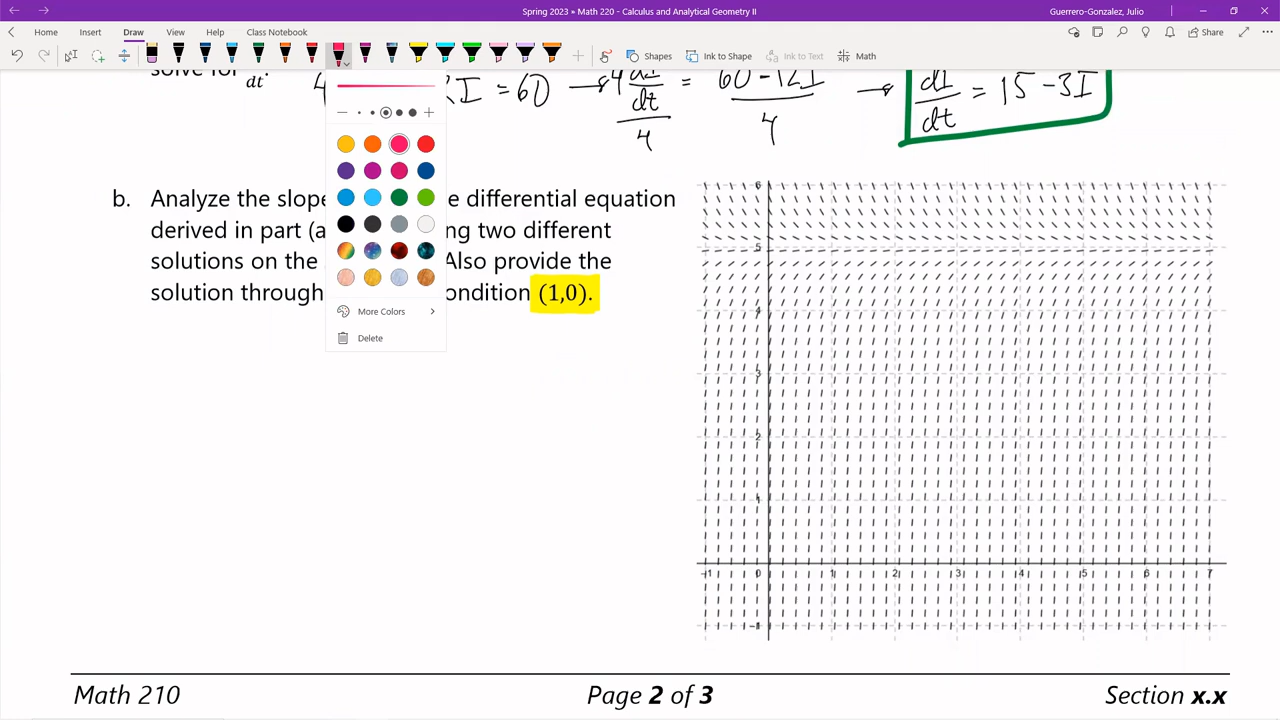 Spring 2023 » Math 220 - Calculus and Analytical Geometry II
Guerrero-Gonzalez, Julio
Home Insert Draw View Help Class Notebook
Share
Shapes Ink to Shape Ink to Text Math
solve for dt.
4 2I = 60 → 4 dI/dt / 4 = 60 - 12I / 4 → dI/dt = 15 - 3I
b. Analyze the slope e differential equation
derived in part (a ng two different
solutions on the Also provide the
solution through ondition (1,0).
More Colors
Delete
6
5
4
3
2
1
-1 0 1 2 3 4 5 6 7
-1
Math 210 Page 2 of 3 Section x.x